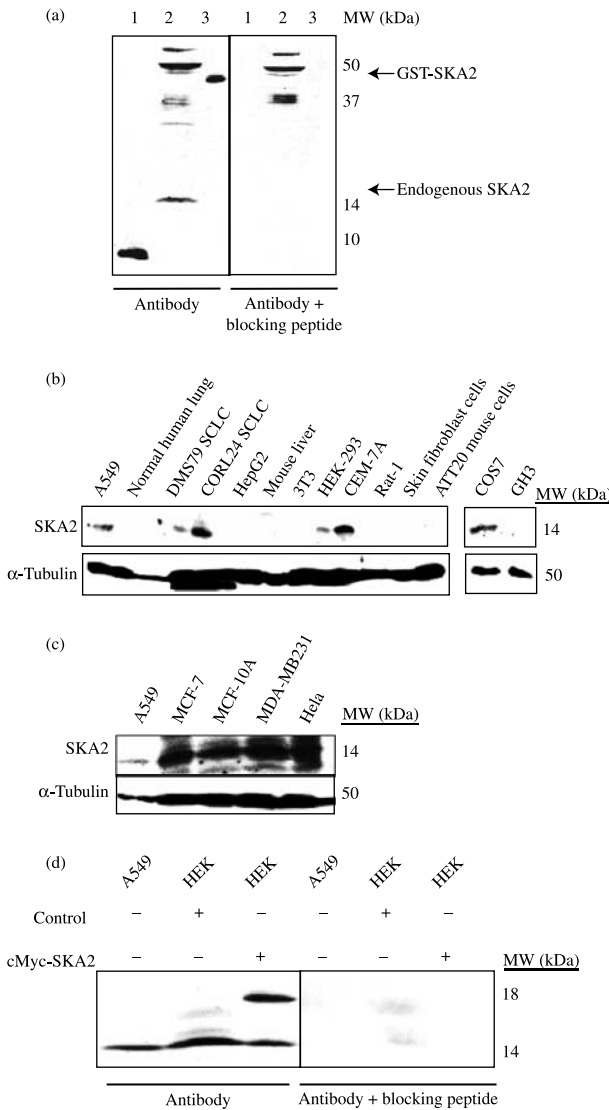 (a)
1 2 3 1 2 3 MW (kDa)
50
GST-SKA2
37
Endogenous SKA2
14
10
Antibody
Antibody +
blocking peptide
(b)
A549
Normal human lung
DMS79 SCLC
CORL24 SCLC
HepG2
Mouse liver
3T3
HEK-293
CEM-7A
Rat-1
Skin fibroblast cells
ATT20 mouse cells
COS7
GH3
MW (kDa)
SKA2
14
α-Tubulin
50
(c)
A549
MCF-7
MCF-10A
MDA-MB231
Hela
MW (kDa)
SKA2
14
α-Tubulin
50
(d)
A549
HEK
HEK
A549
HEK
HEK
Control – + – – + –
cMyc-SKA2 – – + – – +
MW (kDa)
18
14
Antibody
Antibody + blocking peptide